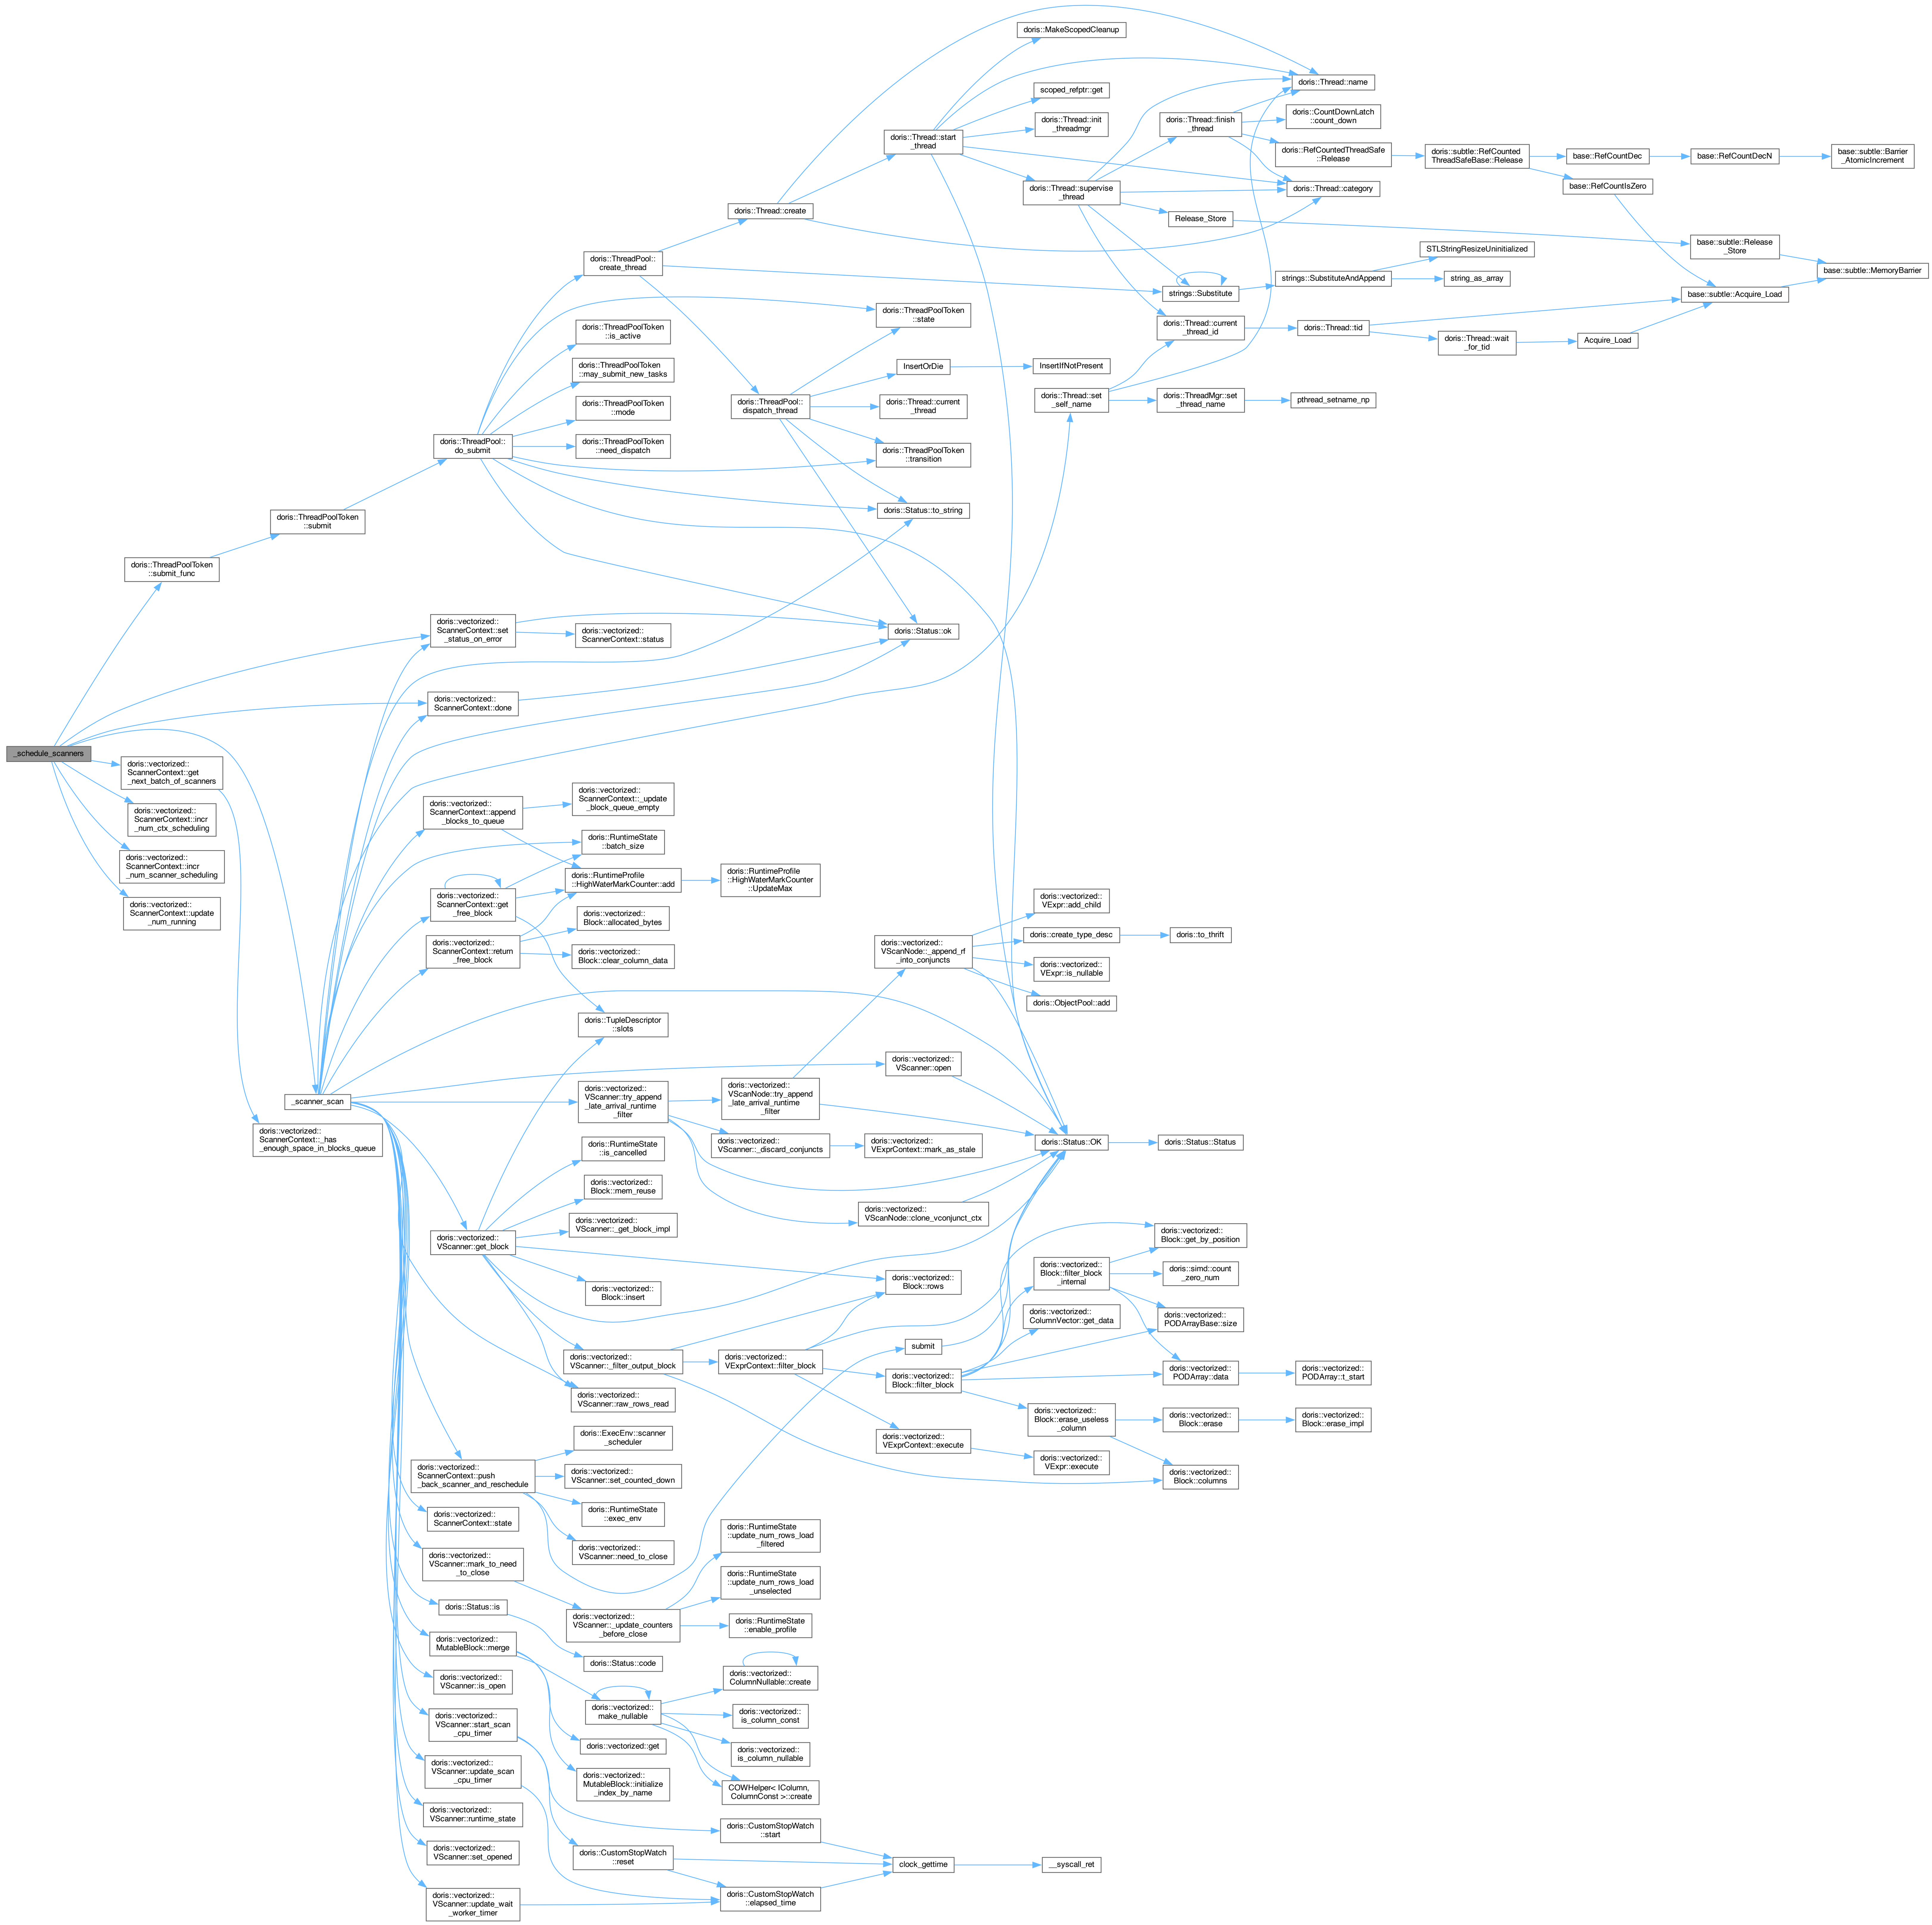 _schedule_scanners
doris::ThreadPoolToken
::submit_func
doris::vectorized::
ScannerContext::get
_next_batch_of_scanners
doris::vectorized::
ScannerContext::incr
_num_ctx_scheduling
doris::vectorized::
ScannerContext::incr
_num_scanner_scheduling
doris::vectorized::
ScannerContext::update
_num_running
doris::ThreadPoolToken
::submit
_scanner_scan
doris::vectorized::
ScannerContext::_has
_enough_space_in_blocks_queue
doris::ThreadPool::
do_submit
doris::vectorized::
ScannerContext::set
_status_on_error
doris::vectorized::
ScannerContext::done
doris::vectorized::
ScannerContext::append
_blocks_to_queue
doris::vectorized::
ScannerContext::get
_free_block
doris::vectorized::
ScannerContext::return
_free_block
doris::vectorized::
VScanner::get_block
doris::vectorized::
ScannerContext::push
_back_scanner_and_reschedule
doris::vectorized::
ScannerContext::state
doris::vectorized::
VScanner::mark_to_need
_to_close
doris::Status::is
doris::vectorized::
MutableBlock::merge
doris::vectorized::
VScanner::is_open
doris::vectorized::
VScanner::start_scan
_cpu_timer
doris::vectorized::
VScanner::update_scan
_cpu_timer
doris::vectorized::
VScanner::runtime_state
doris::vectorized::
VScanner::set_opened
doris::vectorized::
VScanner::update_wait
_worker_timer
doris::ThreadPool::
create_thread
doris::ThreadPoolToken
::is_active
doris::ThreadPoolToken
::may_submit_new_tasks
doris::ThreadPoolToken
::mode
doris::ThreadPoolToken
::need_dispatch
doris::vectorized::
ScannerContext::status
doris::vectorized::
ScannerContext::_update
_block_queue_empty
doris::RuntimeState
::batch_size
doris::RuntimeProfile
::HighWaterMarkCounter::add
doris::vectorized::
Block::allocated_bytes
doris::vectorized::
Block::clear_column_data
doris::TupleDescriptor
::slots
doris::vectorized::
VScanner::try_append
_late_arrival_runtime
_filter
doris::RuntimeState
::is_cancelled
doris::vectorized::
Block::mem_reuse
doris::vectorized::
VScanner::_get_block_impl
doris::vectorized::
Block::insert
doris::vectorized::
VScanner::_filter_output_block
doris::vectorized::
VScanner::raw_rows_read
doris::ExecEnv::scanner
_scheduler
doris::vectorized::
VScanner::set_counted_down
doris::RuntimeState
::exec_env
doris::vectorized::
VScanner::need_to_close
doris::vectorized::
VScanner::_update_counters
_before_close
doris::Status::code
doris::vectorized::
make_nullable
doris::vectorized::get
doris::vectorized::
MutableBlock::initialize
_index_by_name
doris::CustomStopWatch
::reset
doris::Thread::create
doris::ThreadPool::
dispatch_thread
doris::RuntimeProfile
::HighWaterMarkCounter
::UpdateMax
doris::vectorized::
VScanNode::try_append
_late_arrival_runtime
_filter
doris::vectorized::
VScanner::_discard_conjuncts
doris::vectorized::
VExprContext::filter_block
doris::RuntimeState
::update_num_rows_load
_filtered
doris::RuntimeState
::update_num_rows_load
_unselected
doris::RuntimeState
::enable_profile
doris::vectorized::
ColumnNullable::create
doris::vectorized::
is_column_const
doris::vectorized::
is_column_nullable
COWHelper< IColumn,
ColumnConst >::create
doris::CustomStopWatch
::start
doris::CustomStopWatch
::elapsed_time
doris::Thread::start
_thread
doris::ThreadPoolToken
::state
InsertOrDie
doris::Thread::current
_thread
doris::ThreadPoolToken
::transition
doris::Status::to_string
doris::Status::ok
doris::vectorized::
VScanNode::_append_rf
_into_conjuncts
doris::vectorized::
VScanner::open
doris::vectorized::
VExprContext::mark_as_stale
doris::vectorized::
VScanNode::clone_vconjunct_ctx
doris::vectorized::
Block::rows
submit
doris::vectorized::
Block::filter_block
doris::vectorized::
VExprContext::execute
clock_gettime
doris::MakeScopedCleanup
scoped_refptr::get
doris::Thread::init
_threadmgr
doris::Thread::supervise
_thread
InsertIfNotPresent
doris::Thread::set
_self_name
doris::vectorized::
VExpr::add_child
doris::create_type_desc
doris::vectorized::
VExpr::is_nullable
doris::ObjectPool::add
doris::Status::OK
doris::vectorized::
Block::filter_block
_internal
doris::vectorized::
ColumnVector::get_data
doris::vectorized::
Block::erase_useless
_column
doris::vectorized::
VExpr::execute
__syscall_ret
doris::Thread::finish
_thread
Release_Store
strings::Substitute
doris::Thread::current
_thread_id
doris::ThreadMgr::set
_thread_name
doris::to_thrift
doris::Status::Status
doris::vectorized::
Block::get_by_position
doris::simd::count
_zero_num
doris::vectorized::
PODArrayBase::size
doris::vectorized::
PODArray::data
doris::vectorized::
Block::erase
doris::vectorized::
Block::columns
doris::Thread::name
doris::CountDownLatch
::count_down
doris::RefCountedThreadSafe
::Release
doris::Thread::category
strings::SubstituteAndAppend
doris::Thread::tid
pthread_setname_np
doris::vectorized::
PODArray::t_start
doris::vectorized::
Block::erase_impl
doris::subtle::RefCounted
ThreadSafeBase::Release
STLStringResizeUninitialized
string_as_array
doris::Thread::wait
_for_tid
base::RefCountDec
base::RefCountIsZero
Acquire_Load
base::RefCountDecN
base::subtle::Release
_Store
base::subtle::Acquire_Load
base::subtle::Barrier
_AtomicIncrement
base::subtle::MemoryBarrier